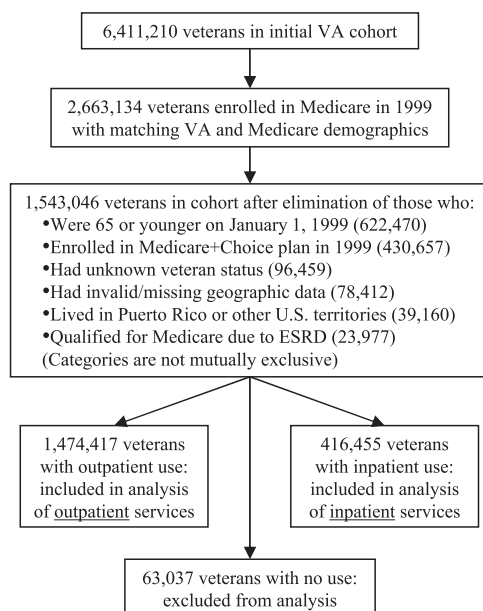 6,411,210 veterans in initial VA cohort
2,663,134 veterans enrolled in Medicare in 1999
with matching VA and Medicare demographics
1,543,046 veterans in cohort after elimination of those who:
•Were 65 or younger on January 1, 1999 (622,470)
•Enrolled in Medicare+Choice plan in 1999 (430,657)
•Had unknown veteran status (96,459)
•Had invalid/missing geographic data (78,412)
•Lived in Puerto Rico or other U.S. territories (39,160)
•Qualified for Medicare due to ESRD (23,977)
(Categories are not mutually exclusive)
1,474,417 veterans
with outpatient use:
included in analysis
of outpatient services
416,455 veterans
with inpatient use:
included in analysis
of inpatient services
63,037 veterans with no use:
excluded from analysis